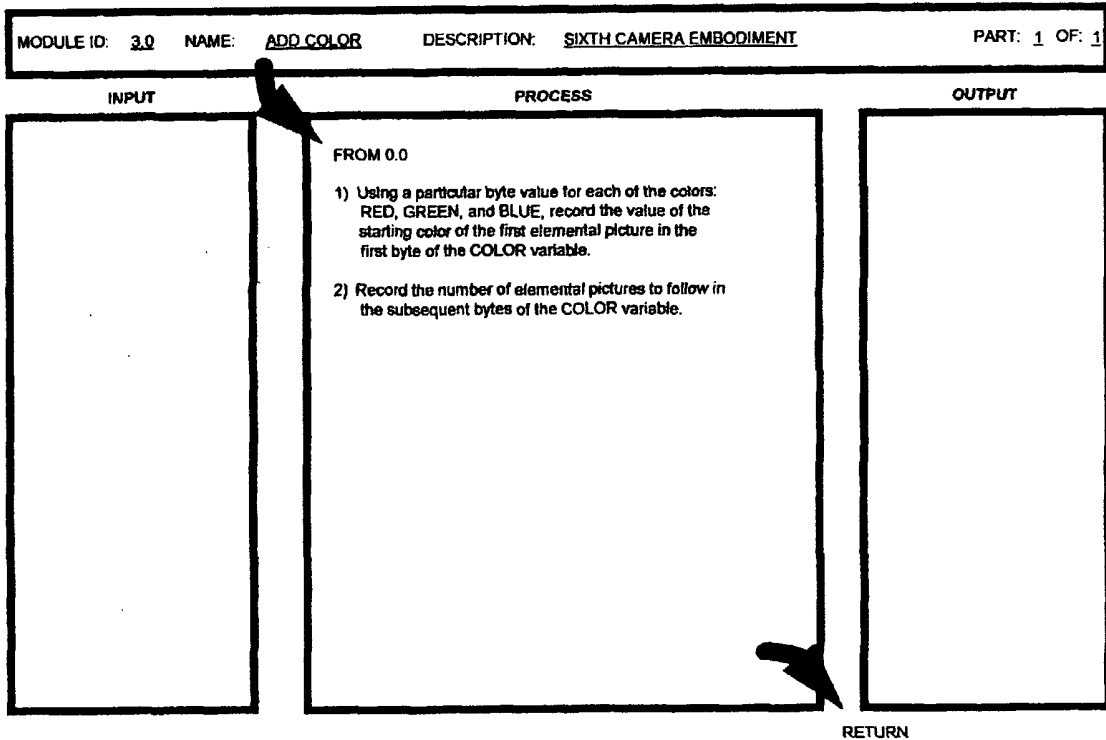 MODULE ID: 3.0 NAME: ADD COLOR DESCRIPTION: SIXTH CAMERA EMBODIMENT PART: 1 OF: 1
INPUT PROCESS OUTPUT
FROM 0.0
1) Using a particular byte value for each of the colors:
RED, GREEN, and BLUE, record the value of the
starting color of the first elemental picture in the
first byte of the COLOR variable.
2) Record the number of elemental pictures to follow in
the subsequent bytes of the COLOR variable.
RETURN